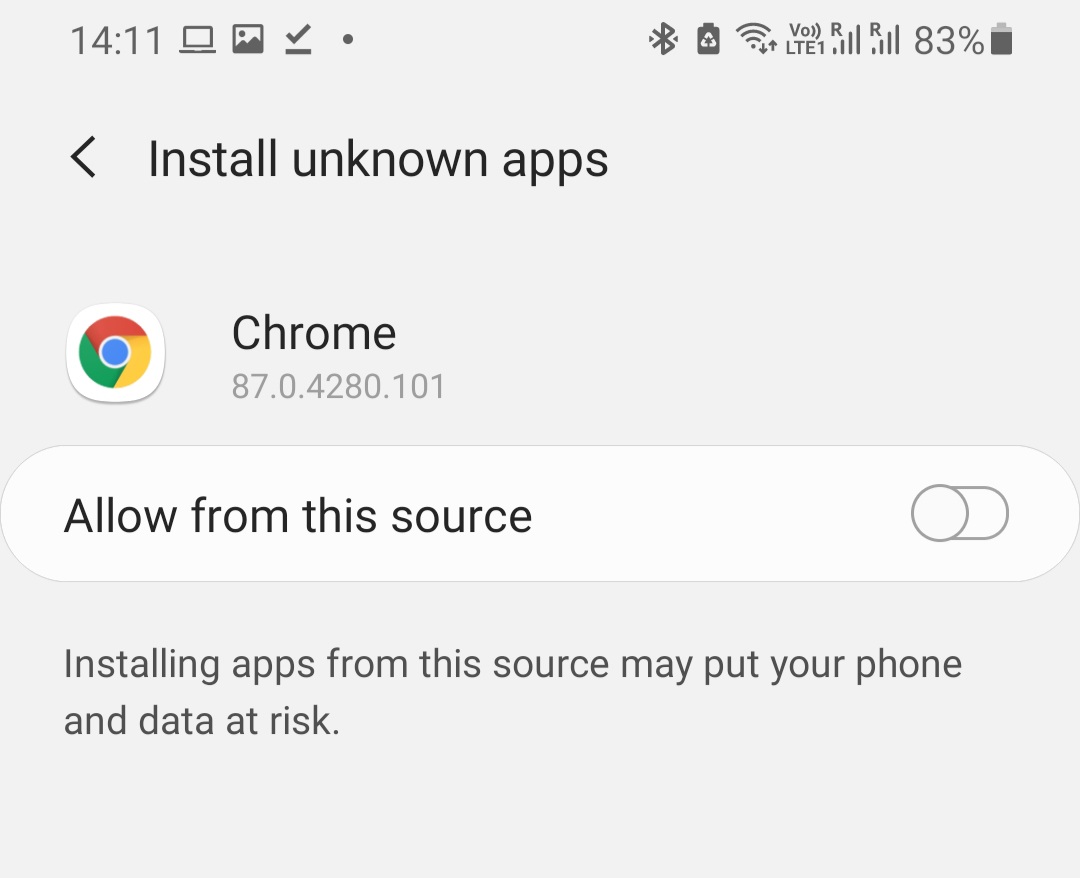 14:11 Vo)) LTE1 R R 83%
Install unknown apps
Chrome
87.0.4280.101
Allow from this source
Installing apps from this source may put your phone
and data at risk.